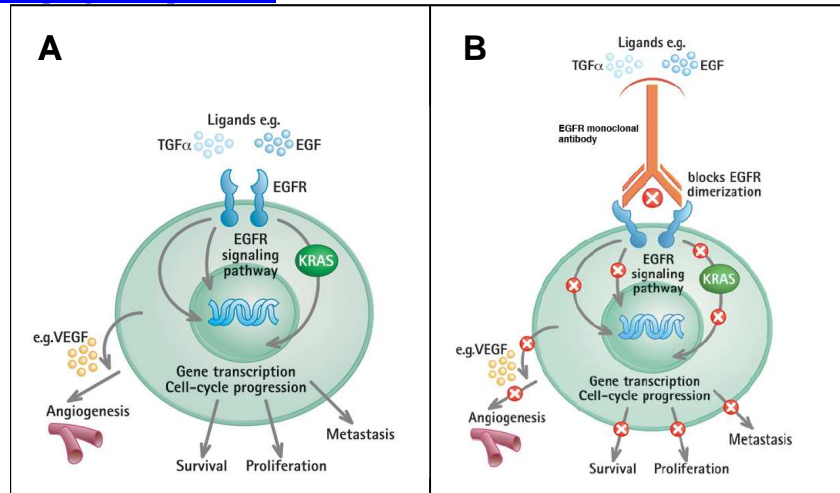 A
Ligands e.g.
TGFα
EGF
EGFR
EGFR
signaling
pathway
KRAS
e.g.VEGF
Gene transcription
Cell-cycle progression
Angiogenesis
Metastasis
Survival
Proliferation
B
Ligands e.g.
TGFα
EGF
EGFR monoclonal
antibody
blocks EGFR
dimerization
EGFR
signaling
pathway
KRAS
e.g.VEGF
Gene transcription
Cell-cycle progression
Angiogenesis
Metastasis
Survival
Proliferation